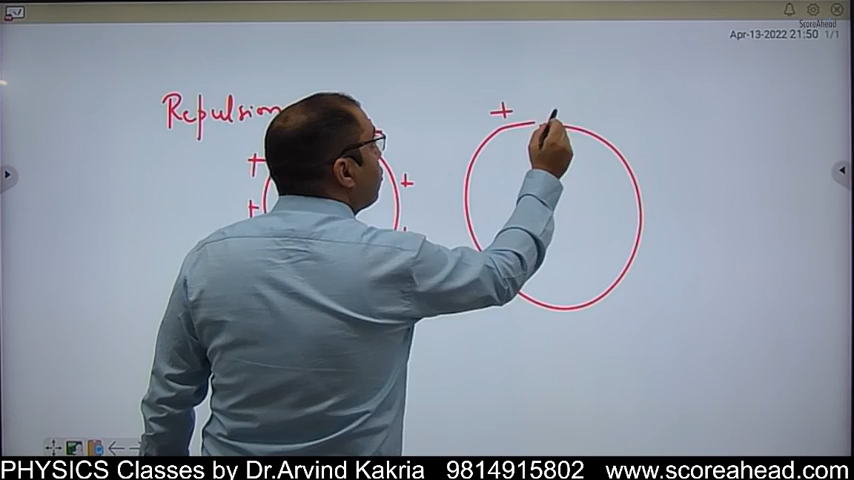 ScoreAhead
Apr-13-2022 21:50 1/1
Repulsion
+
+
+
+
PHYSICS Classes by Dr.Arvind Kakria 9814915802 www.scoreahead.com